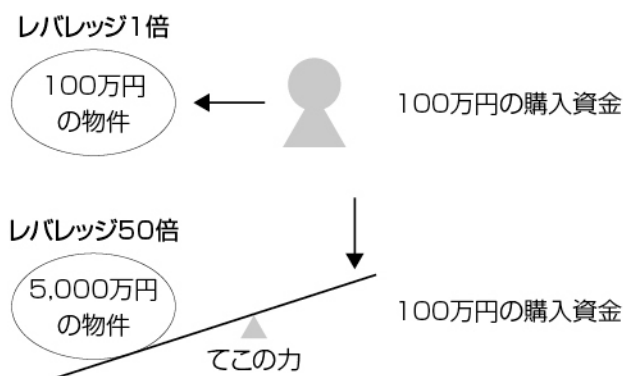 レバレッジ1倍
100万円
の物件
100万円の購入資金
レバレッジ50倍
5,000万円
の物件
100万円の購入資金
てこの力